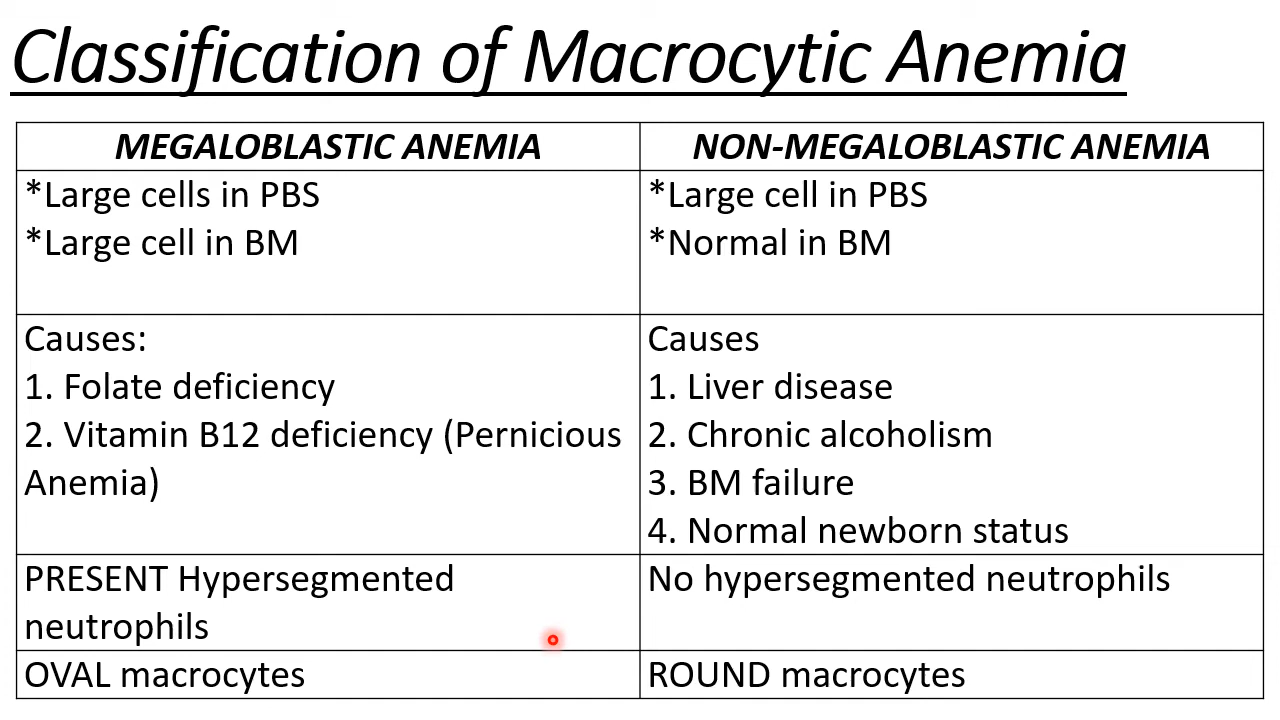 Classification of Macrocytic Anemia
MEGALOBLASTIC ANEMIA
NON-MEGALOBLASTIC ANEMIA
*Large cells in PBS
*Large cell in BM
*Large cell in PBS
*Normal in BM
Causes:
1. Folate deficiency
2. Vitamin B12 deficiency (Pernicious
Anemia)
Causes
1. Liver disease
2. Chronic alcoholism
3. BM failure
4. Normal newborn status
PRESENT Hypersegmented
neutrophils
No hypersegmented neutrophils
OVAL macrocytes
ROUND macrocytes